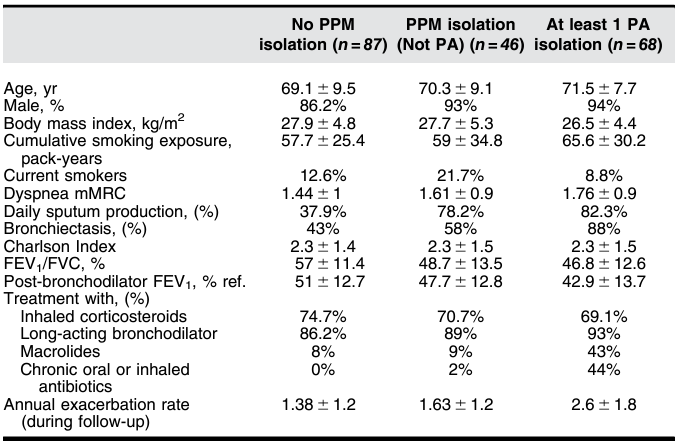 No PPM isolation (n = 87) PPM isolation (Not PA) (n = 46) At least 1 PA isolation (n = 68)
Age, yr 69.1 ± 9.5 70.3 ± 9.1 71.5 ± 7.7
Male, % 86.2% 93% 94%
Body mass index, kg/m2 27.9 ± 4.8 27.7 ± 5.3 26.5 ± 4.4
Cumulative smoking exposure, 57.7 ± 25.4 59 ± 34.8 65.6 ± 30.2
pack-years
Current smokers 12.6% 21.7% 8.8%
Dyspnea mMRC 1.44 ± 1 1.61 ± 0.9 1.76 ± 0.9
Daily sputum production, (%) 37.9% 78.2% 82.3%
Bronchiectasis, (%) 43% 58% 88%
Charlson Index 2.3 ± 1.4 2.3 ± 1.5 2.3 ± 1.5
FEV1/FVC, % 57 ± 11.4 48.7 ± 13.5 46.8 ± 12.6
Post-bronchodilator FEV1, % ref. 51 ± 12.7 47.7 ± 12.8 42.9 ± 13.7
Treatment with, (%)
Inhaled corticosteroids 74.7% 70.7% 69.1%
Long-acting bronchodilator 86.2% 89% 93%
Macrolides 8% 9% 43%
Chronic oral or inhaled 0% 2% 44%
antibiotics
Annual exacerbation rate 1.38 ± 1.2 1.63 ± 1.2 2.6 ± 1.8
(during follow-up)